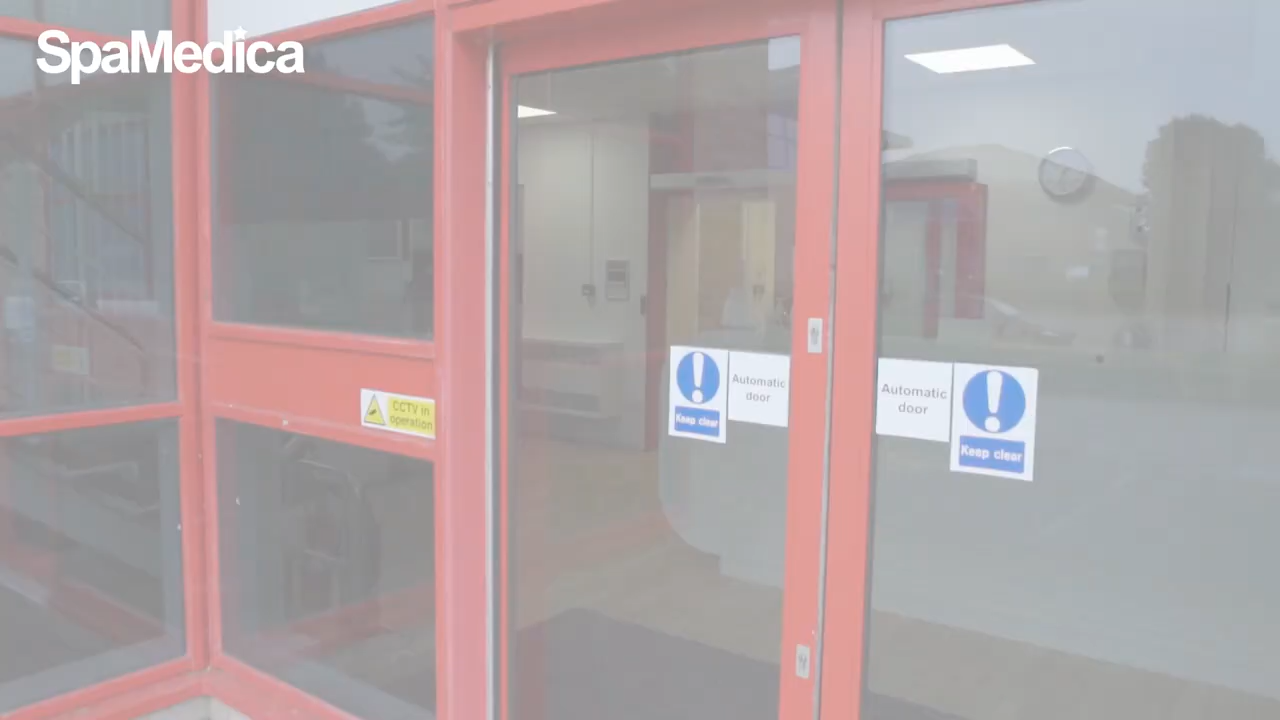 SpaMedica
CCTV in
operation
Keep clear
Automatic
door
Automatic
door
Keep clear